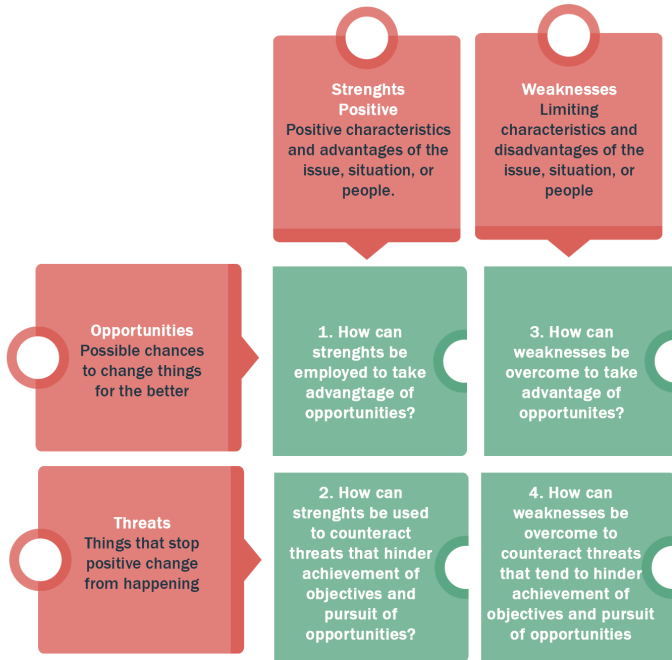 Strenghts
Positive
Positive characteristics
and advantages of the
issue, situation, or
people.
Weaknesses
Limiting
characteristics and
disadvantages of the
issue, situation, or
people
Opportunities
Possible chances
to change things
for the better
1. How can
strenghts be
employed to take
advangtage of
opportunities?
3. How can
weaknesses be
overcome to take
advantage of
opportunites?
Threats
Things that stop
positive change
from happening
2. How can
strenghts be used
to counteract
threats that hinder
achievement of
objectives and
pursuit of
opportunities?
4. How can
weaknesses be
overcome to
counteract threats
that tend to hinder
achievement of
objectives and pursuit
of opportunities